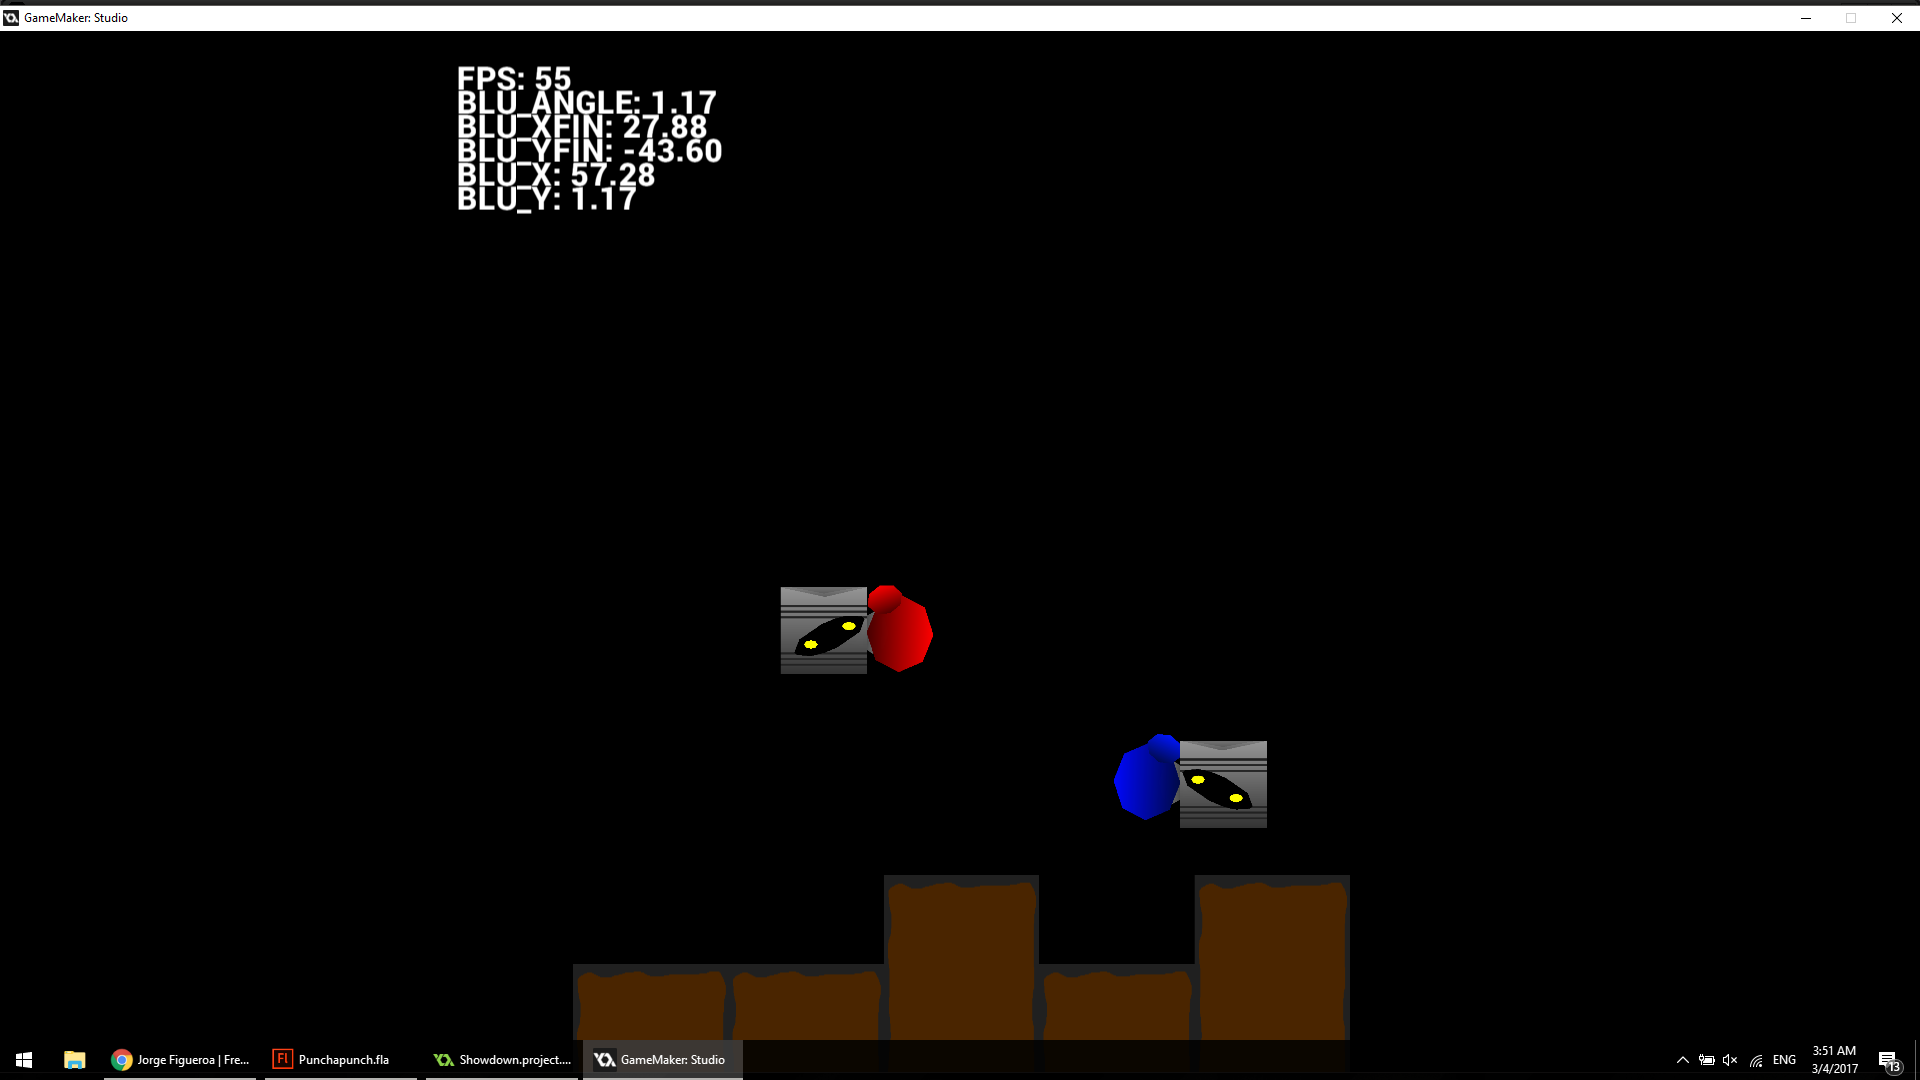 GameMaker: Studio
FPS: 55
BLU_ANGLE: 1.17
BLU_XFIN: 27.88
BLU_YFIN: -43.60
BLU_X: 57.28
BLU_Y: 1.17
Jorge Figueroa | Fre... Punchapunch.fla Showdown.project.... GameMaker: Studio ENG 3:51 AM
3/4/2017 13